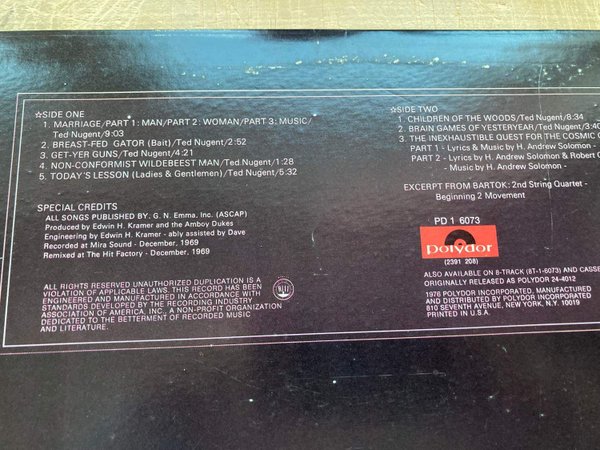 ☆SIDE ONE
1. MARRIAGE/PART 1: MAN/PART 2: WOMAN/PART 3: MUSIC/
Ted Nugent/9:03
2. BREAST-FED GATOR (Bait)/Ted Nugent/2:52
3. GET-YER GUNS/Ted Nugent/4:21
4. NON-CONFORMIST WILDEBEEST MAN/Ted Nugent/1:28
5. TODAY'S LESSON (Ladies & Gentlemen)/Ted Nugent/5:32
SPECIAL CREDITS
ALL SONGS PUBLISHED BY. G. N. Emma, Inc. (ASCAP)
Produced by Edwin H. Kramer and the Amboy Dukes
Engineering by Edwin H. Kramer - ably assisted by Dave
Recorded at Mira Sound - December, 1969
Remixed at The Hit Factory - December, 1969
ALL RIGHTS RESERVED UNAUTHORIZED DUPLICATION IS A
VIOLATION OF APPLICABLE LAWS. THIS RECORD HAS BEEN
ENGINEERED AND MANUFACTURED IN ACCORDANCE WITH
STANDARDS DEVELOPED BY THE RECORDING INDUSTRY
ASSOCIATION OF AMERICA, INC., A NON-PROFIT ORGANIZATION
DEDICATED TO THE BETTERMENT OF RECORDED MUSIC
AND LITERATURE.
☆SIDE TWO
1. CHILDREN OF THE WOODS/Ted Nugent/8:34
2. BRAIN GAMES OF YESTERYEAR/Ted Nugent/3:40
3. THE INEXHAUSTIBLE QUEST FOR THE COSMIC
PART 1 - Lyrics & Music by H. Andrew Solomon
PART 2 - Lyrics by H. Andrew Solomon & Robert
- Music by H. Andrew Solomon -
EXCERPT FROM BARTOK: 2nd String Quartet -
Beginning 2 Movement
PD 1 6073
polydor
(2391 208)
ALSO AVAILABLE ON 8-TRACK (8T-1-6073) AND
ORIGINALLY RELEASED AS POLYDOR 24-4012
1976 POLYDOR INCORPORATED, MANUFACTURED
AND DISTRIBUTED BY POLYDOR INCORPORATED
810 SEVENTH AVENUE, NEW YORK, N.Y. 10019
PRINTED IN U.S.A.